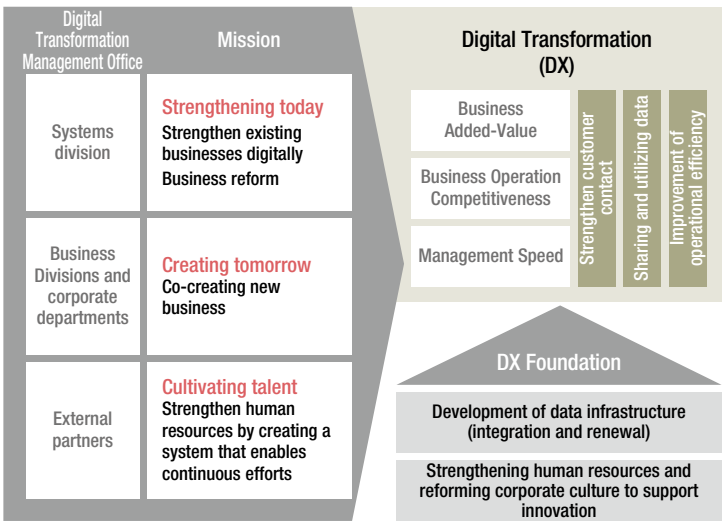 Digital
Transformation
Management Office
Mission
Systems
division
Strengthening today
Strengthen existing
businesses digitally
Business reform
Business
Divisions and
corporate
departments
Creating tomorrow
Co-creating new
business
External
partners
Cultivating talent
Strengthen human
resources by creating a
system that enables
continuous efforts
Digital Transformation
(DX)
Business
Added-Value
Business Operation
Competitiveness
Management Speed
Strengthen customer
contact
Sharing and utilizing data
Improvement of
operational efficiency
DX Foundation
Development of data infrastructure
(integration and renewal)
Strengthening human resources and
reforming corporate culture to support
innovation